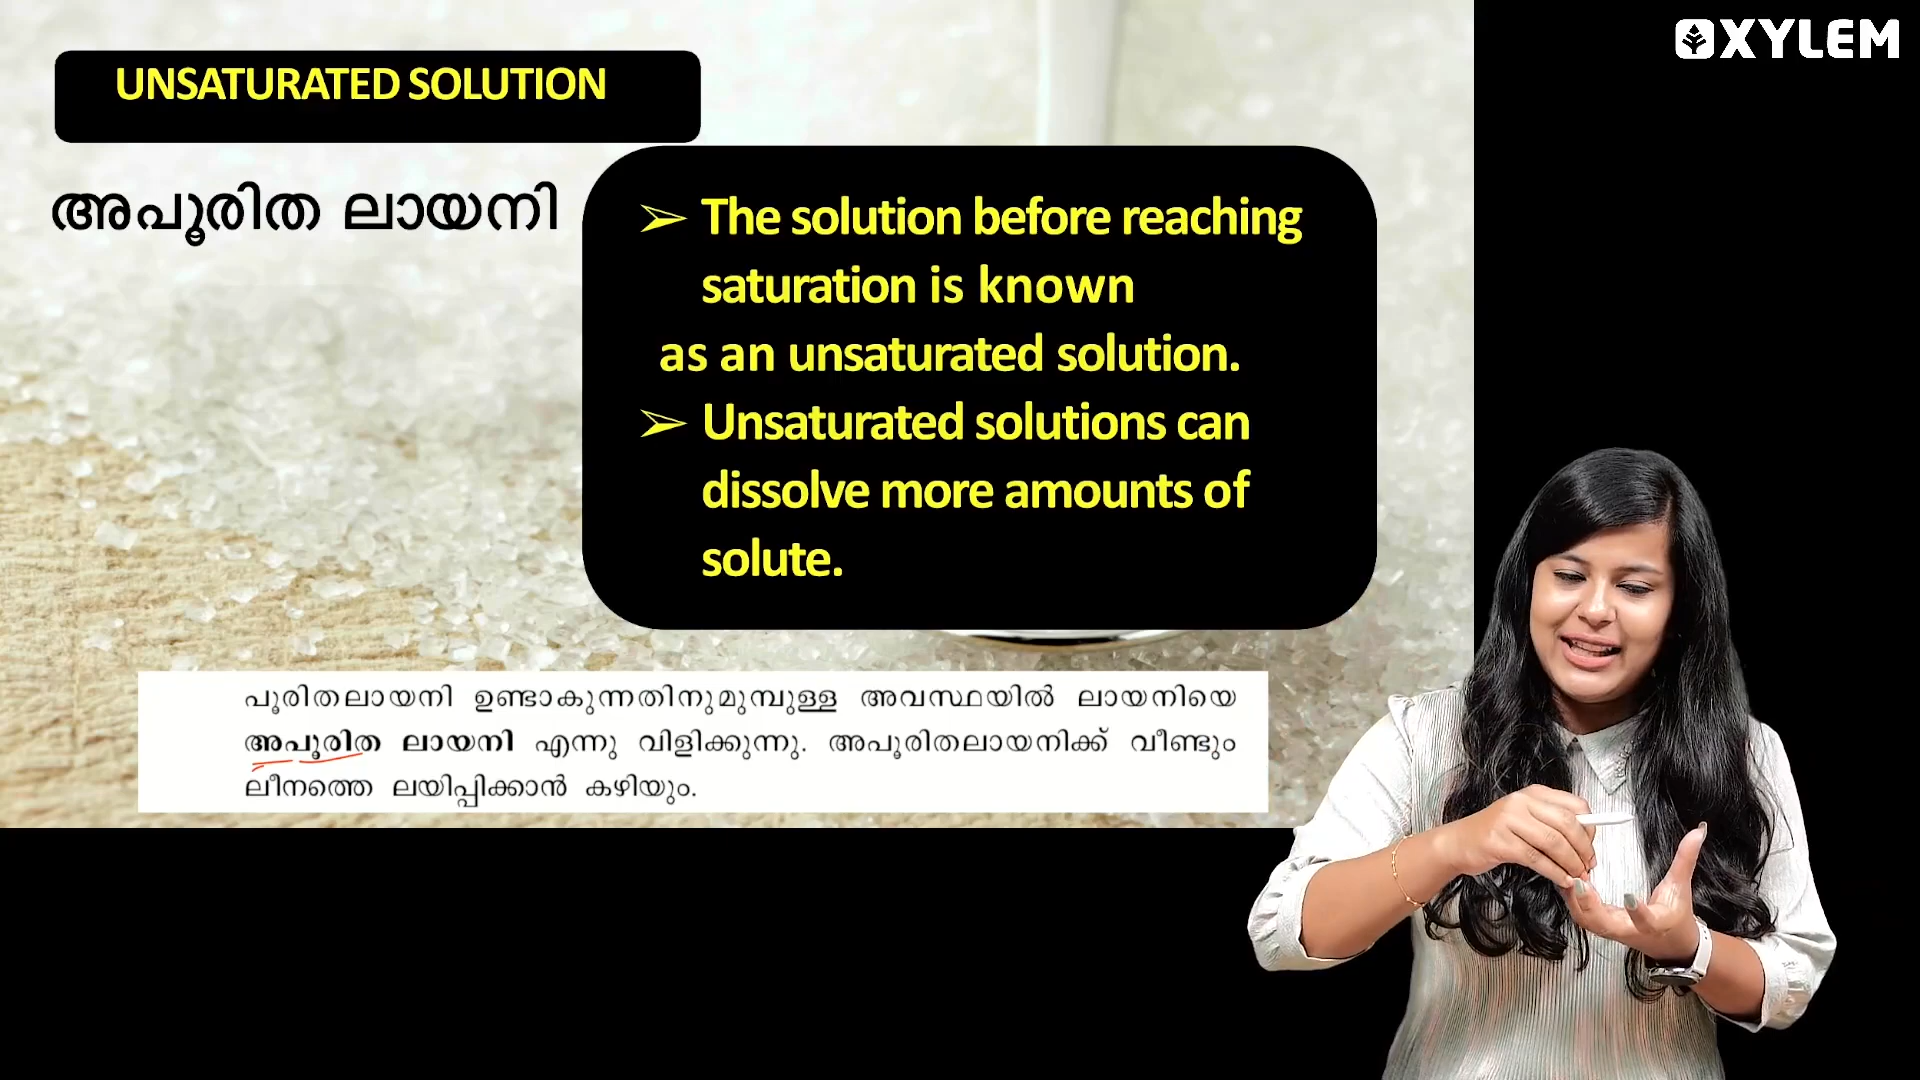 XYLEM
UNSATURATED SOLUTION
അപൂരിത ലായനി
➢ The solution before reaching
saturation is known
as an unsaturated solution.
➢ Unsaturated solutions can
dissolve more amounts of
solute.
പൂരിതലായനി ഉണ്ടാകുന്നതിനുമുമ്പുള്ള അവസ്ഥയിൽ ലായനിയെ
അപൂരിത ലായനി എന്നു വിളിക്കുന്നു. അപൂരിതലായനിക്ക് വീണ്ടും
ലീനത്തെ ലയിപ്പിക്കാൻ കഴിയും.